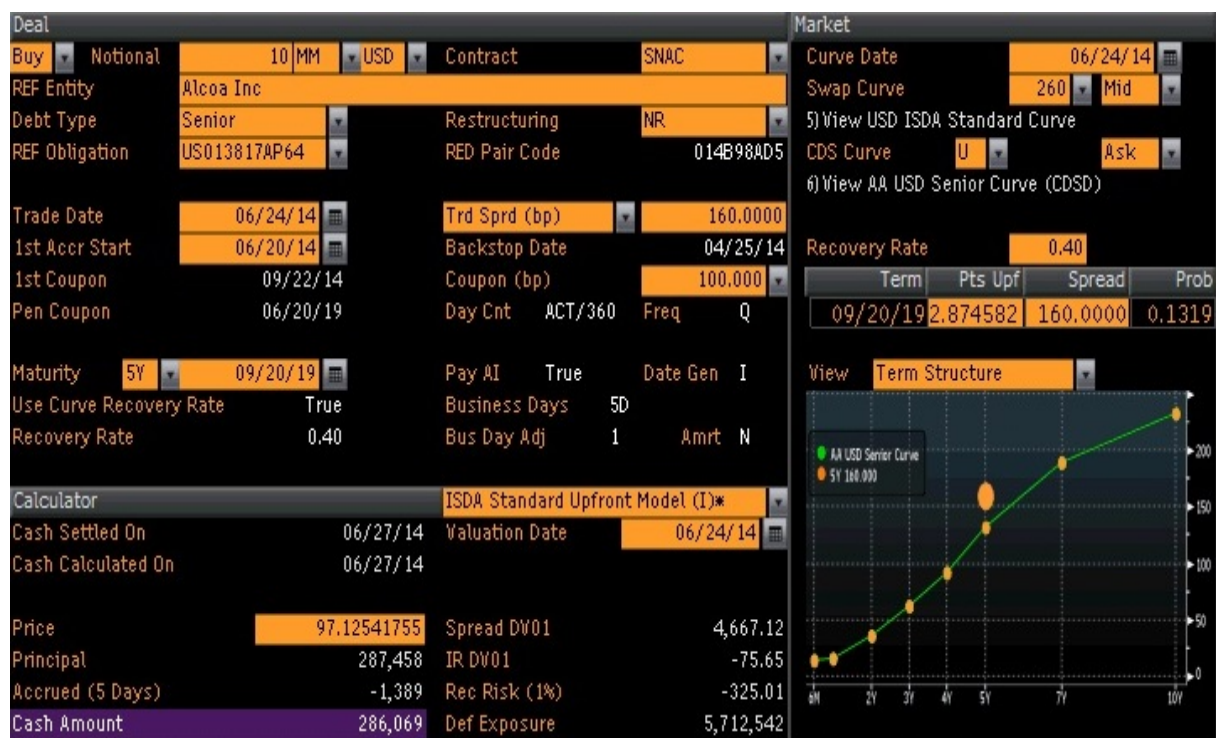 Deal
Buy Notional 10 MM USD Contract SNAC
REF Entity Alcoa Inc
Debt Type Senior Restructuring NR
REF Obligation US013817AP64 RED Pair Code 014B98AD5
Trade Date 06/24/14 Trd Sprd (bp) 160.0000
1st Accr Start 06/20/14 Backstop Date 04/25/14
1st Coupon 09/22/14 Coupon (bp) 100.000
Pen Coupon 06/20/19 Day Cnt ACT/360 Freq Q
Maturity 5Y 09/20/19 Pay AI True Date Gen I
Use Curve Recovery Rate True Business Days 5D
Recovery Rate 0.40 Bus Day Adj 1 Amrt N
Market
Curve Date 06/24/14
Swap Curve 260 Mid
5) View USD ISDA Standard Curve
CDS Curve U Ask
6) View AA USD Senior Curve (CDSD)
Recovery Rate 0.40
Term Pts Upf Spread Prob
09/20/19 2.874582 160.0000 0.1319
View Term Structure
AA USD Senior Curve
5Y 160.000
200
150
100
50
0
6M 2Y 3Y 4Y 5Y 7Y 10Y
Calculator ISDA Standard Upfront Model (I)*
Cash Settled On 06/27/14 Valuation Date 06/24/14
Cash Calculated On 06/27/14
Price 97.12541755 Spread DV01 4,667.12
Principal 287,458 IR DV01 -75.65
Accrued (5 Days) -1,389 Rec Risk (1%) -325.01
Cash Amount 286,069 Def Exposure 5,712,542